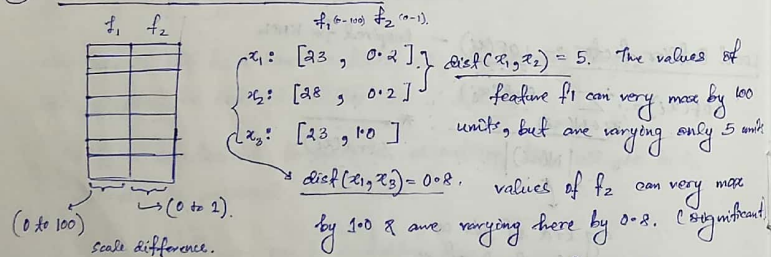 f₁ f₂ f₁ (0-100) f₂ (0-1).
x₁: [23 , 0.2]. } dist(x₁, x₂) = 5. The values of
x₂: [28 , 0.2] feature f1 can very max by 100
x₃: [23 , 1.0 ] units, but are varying only 5 units
dist(x₁, x₃) = 0.8. values of f₂ can very max
(0 to 100) (0 to 1). by 1.0 & are varying here by 0.8. (significant)
scale difference.